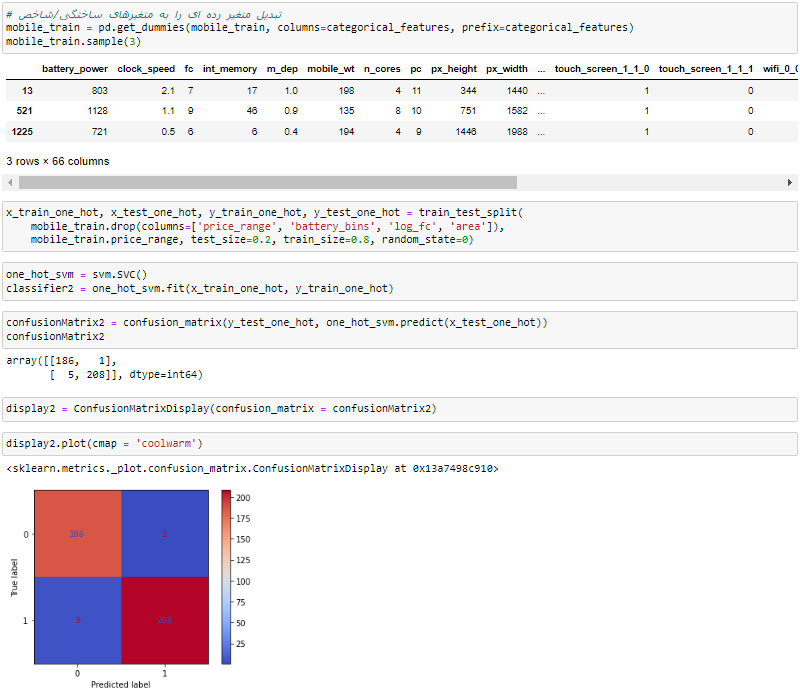 # تبدیل متغیر رده ای را به متغیرهای ساختگی/شاخص
mobile_train = pd.get_dummies(mobile_train, columns=categorical_features, prefix=categorical_features)
mobile_train.sample(3)
battery_power clock_speed fc int_memory m_dep mobile_wt n_cores pc px_height px_width ... touch_screen_1_1_0 touch_screen_1_1_1
13 803 2.1 7 17 1.0 198 4 11 344 1440 ... 1 0
521 1128 1.1 9 46 0.9 135 8 10 751 1582 ... 1 0
1225 721 0.5 6 6 0.4 194 4 9 1446 1988 ... 1 0
3 rows × 66 columns
x_train_one_hot, x_test_one_hot, y_train_one_hot, y_test_one_hot = train_test_split(
mobile_train.drop(columns=['price_range', 'battery_bins', 'log_fc', 'area']),
mobile_train.price_range, test_size=0.2, train_size=0.8, random_state=0)
one_hot_svm = svm.SVC()
classifier2 = one_hot_svm.fit(x_train_one_hot, y_train_one_hot)
confusionMatrix2 = confusion_matrix(y_test_one_hot, one_hot_svm.predict(x_test_one_hot))
confusionMatrix2
array([[186,   1],
[  5, 208]], dtype=int64)
display2 = ConfusionMatrixDisplay(confusion_matrix = confusionMatrix2)
display2.plot(cmap = 'coolwarm')
<sklearn.metrics._plot.confusion_matrix.ConfusionMatrixDisplay at 0x13a7498c910>
200
175
150
125
100
75
50
25
0
186 1
True label
1
5 208
0 1
Predicted label